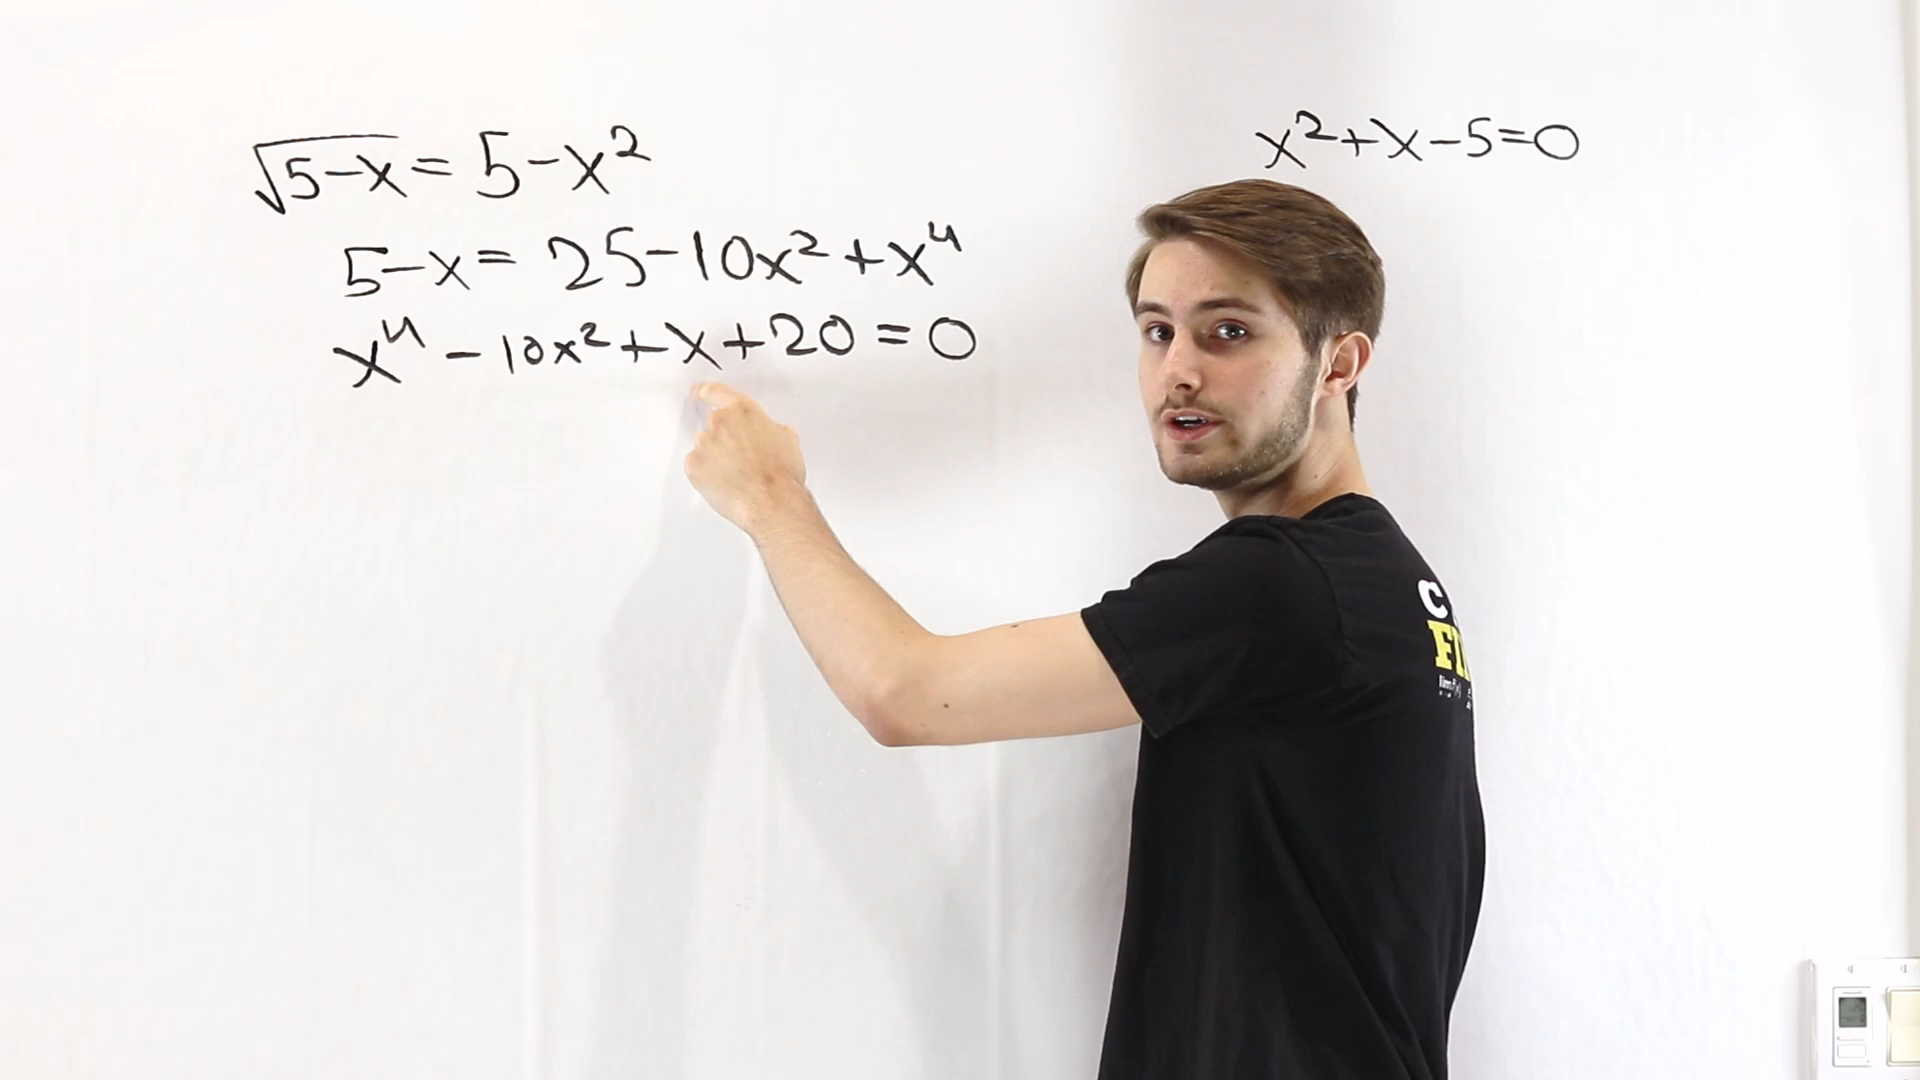 √5-x = 5-x²
5-x = 25-10x²+x⁴
x⁴ - 10x² + x + 20 = 0
x²+x-5=0